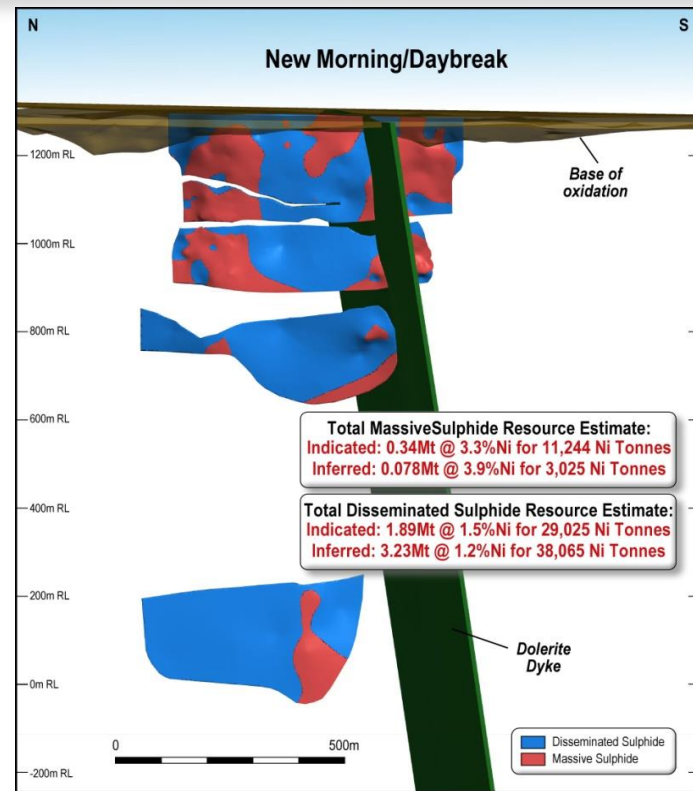 N
S
New Morning/Daybreak
1200m RL
Base of
oxidation
1000m RL
800m RL
600m RL
Total MassiveSulphide Resource Estimate:
Indicated: 0.34Mt @ 3.3%Ni for 11,244 Ni Tonnes
Inferred: 0.078Mt @ 3.9%Ni for 3,025 Ni Tonnes
Total Disseminated Sulphide Resource Estimate:
Indicated: 1.89Mt @ 1.5%Ni for 29,025 Ni Tonnes
Inferred: 3.23Mt @ 1.2%Ni for 38,065 Ni Tonnes
400m RL
200m RL
Dolerite
Dyke
0m RL
0
500m
Disseminated Sulphide
Massive Sulphide
-200m RL